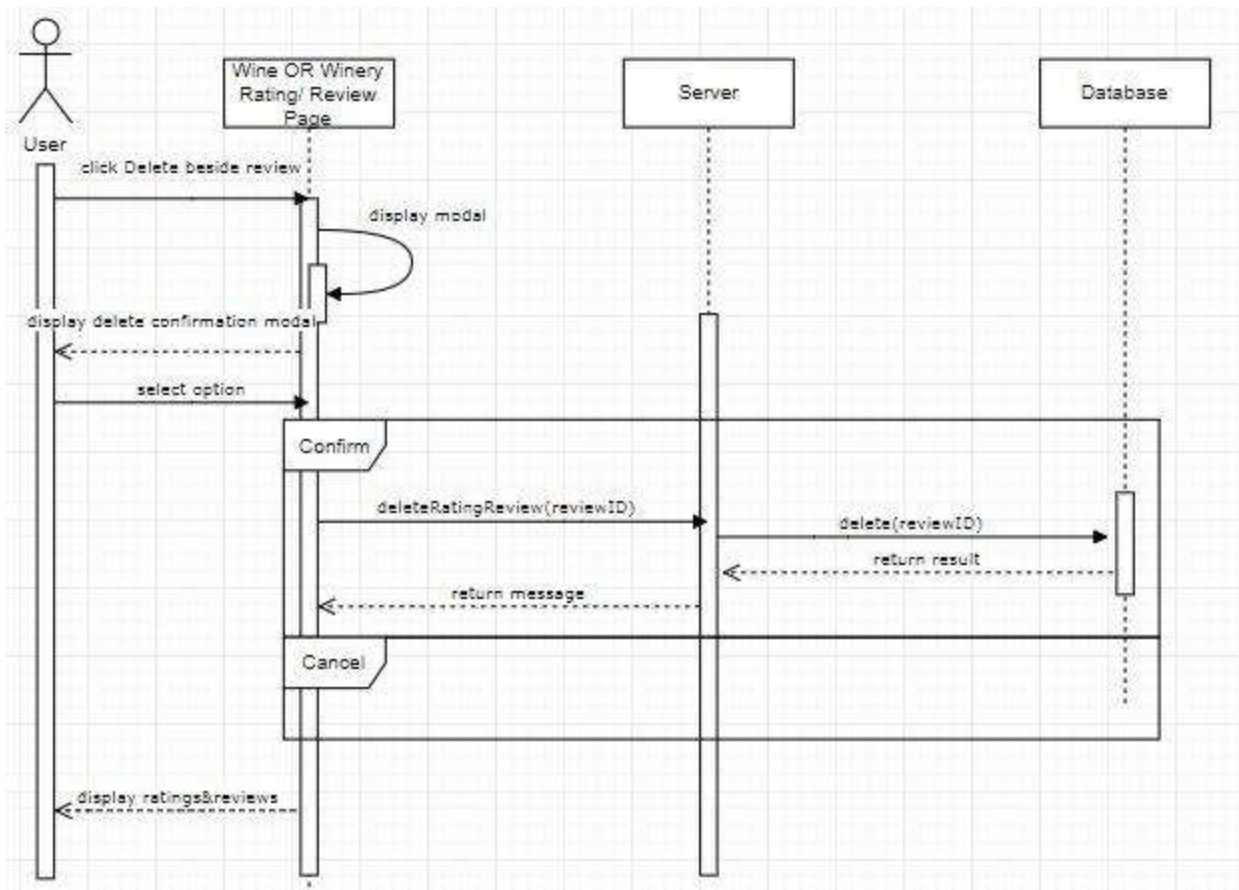 Wine OR Winery
Rating/ Review
Page
Server
Database
User
click Delete beside review
display modal
display delete confirmation modal
select option
Confirm
deleteRatingReview(reviewID)
delete(reviewID)
return result
return message
Cancel
display ratings&reviews